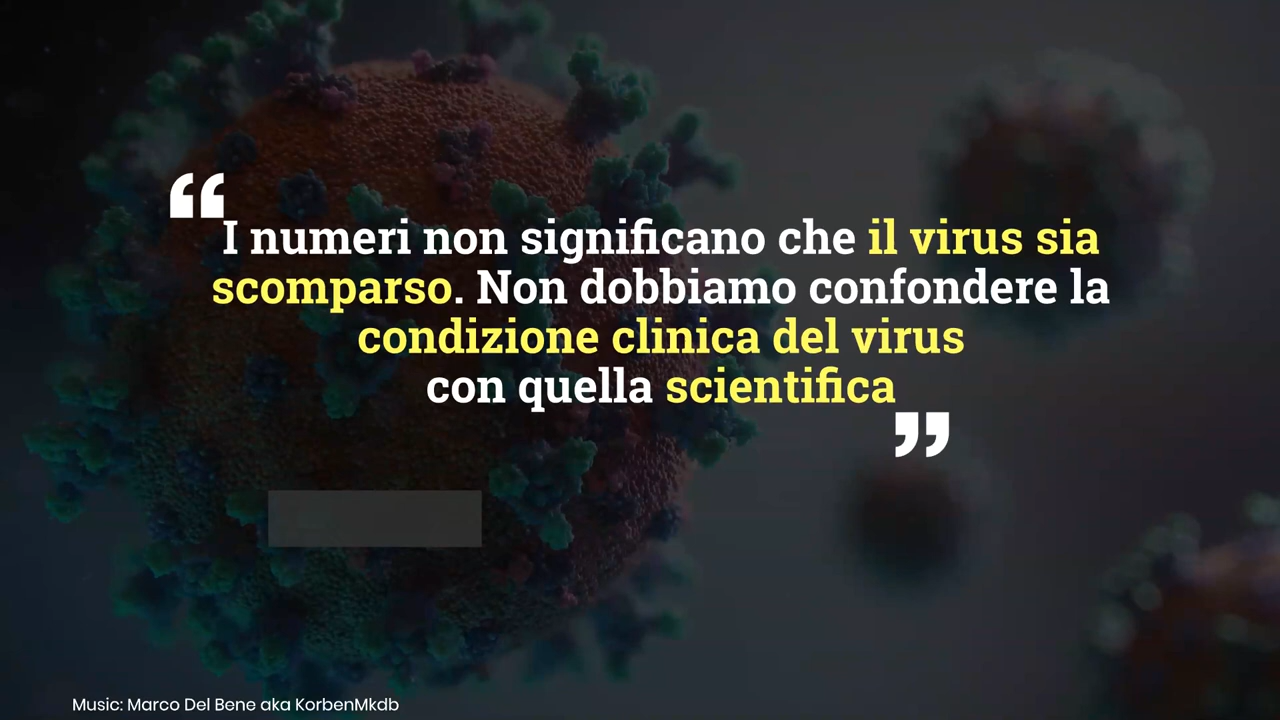 “
I numeri non significano che il virus sia
scomparso. Non dobbiamo confondere la
condizione clinica del virus
con quella scientifica
”
Music: Marco Del Bene aka KorbenMkdb